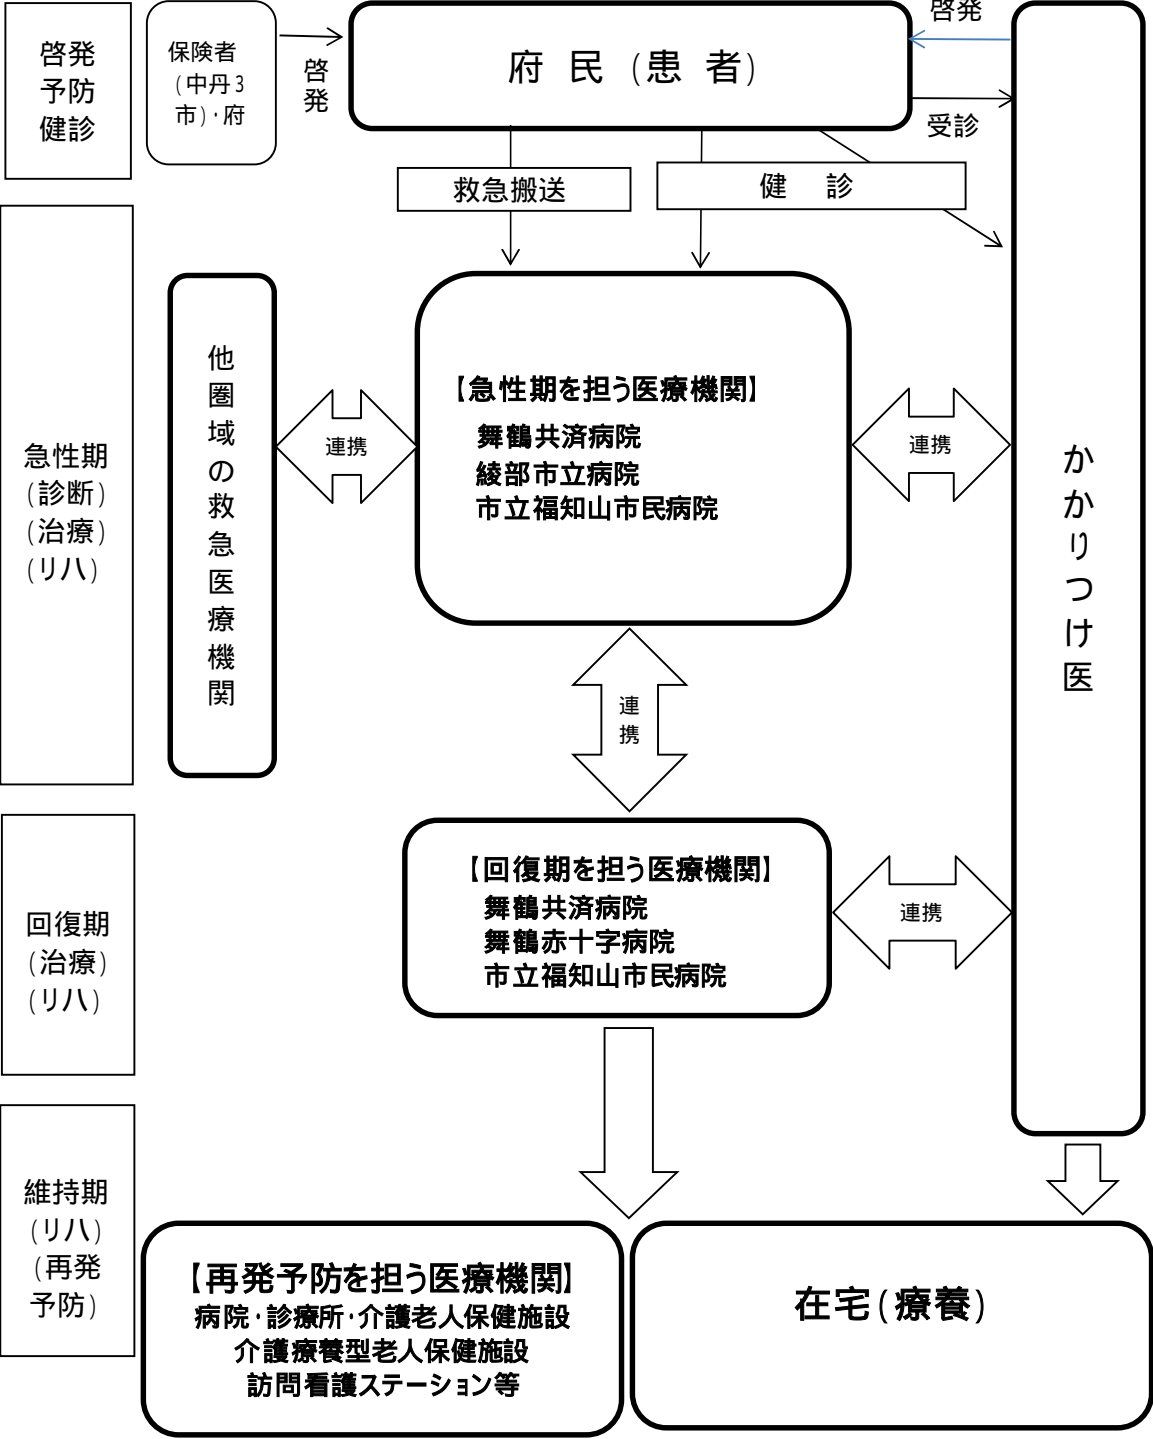 啓発
予防
健診
保険者
(中丹3
市)・府
啓
発
府 民 (患 者)
啓発
受診
救急搬送
健 診
急性期
(診断)
(治療)
(リハ)
他
圏
域
の
救
急
医
療
機
関
連携
【急性期を担う医療機関】
舞鶴共済病院
綾部市立病院
市立福知山市民病院
連携
か
か
り
つ
け
医
連
携
回復期
(治療)
(リハ)
【回復期を担う医療機関】
舞鶴共済病院
舞鶴赤十字病院
市立福知山市民病院
連携
維持期
(リハ)
(再発
予防)
【再発予防を担う医療機関】
病院・診療所・介護老人保健施設
介護療養型老人保健施設
訪問看護ステーション等
在宅(療養)